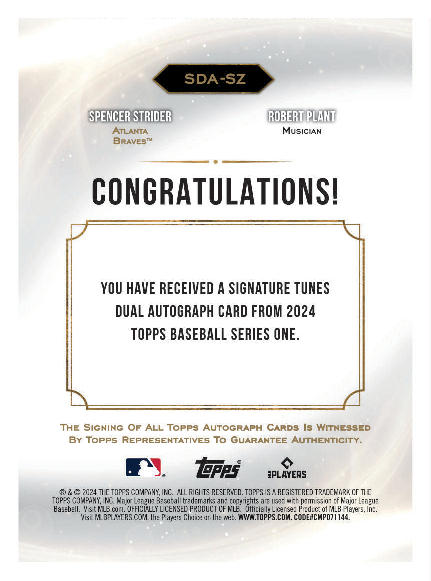 SDA-SZ
SPENCER STRIDER
ATLANTA
BRAVES™
ROBERT PLANT
MUSICIAN
CONGRATULATIONS!
YOU HAVE RECEIVED A SIGNATURE TUNES
DUAL AUTOGRAPH CARD FROM 2024
TOPPS BASEBALL SERIES ONE.
THE SIGNING OF ALL TOPPS AUTOGRAPH CARDS IS WITNESSED
BY TOPPS REPRESENTATIVES TO GUARANTEE AUTHENTICITY.
TOPPS®
PLAYERS
® & © 2024 THE TOPPS COMPANY, INC. ALL RIGHTS RESERVED. TOPPS IS A REGISTERED TRADEMARK OF THE
TOPPS COMPANY, INC. Major League Baseball trademarks and copyrights are used with permission of Major League
Baseball. Visit MLB.com. OFFICIALLY LICENSED PRODUCT OF MLB. Officially Licensed Product of MLB Players, Inc.
Visit MLBPLAYERS.COM, the Players Choice on the web. WWW.TOPPS.COM. CODE#CMP071144.